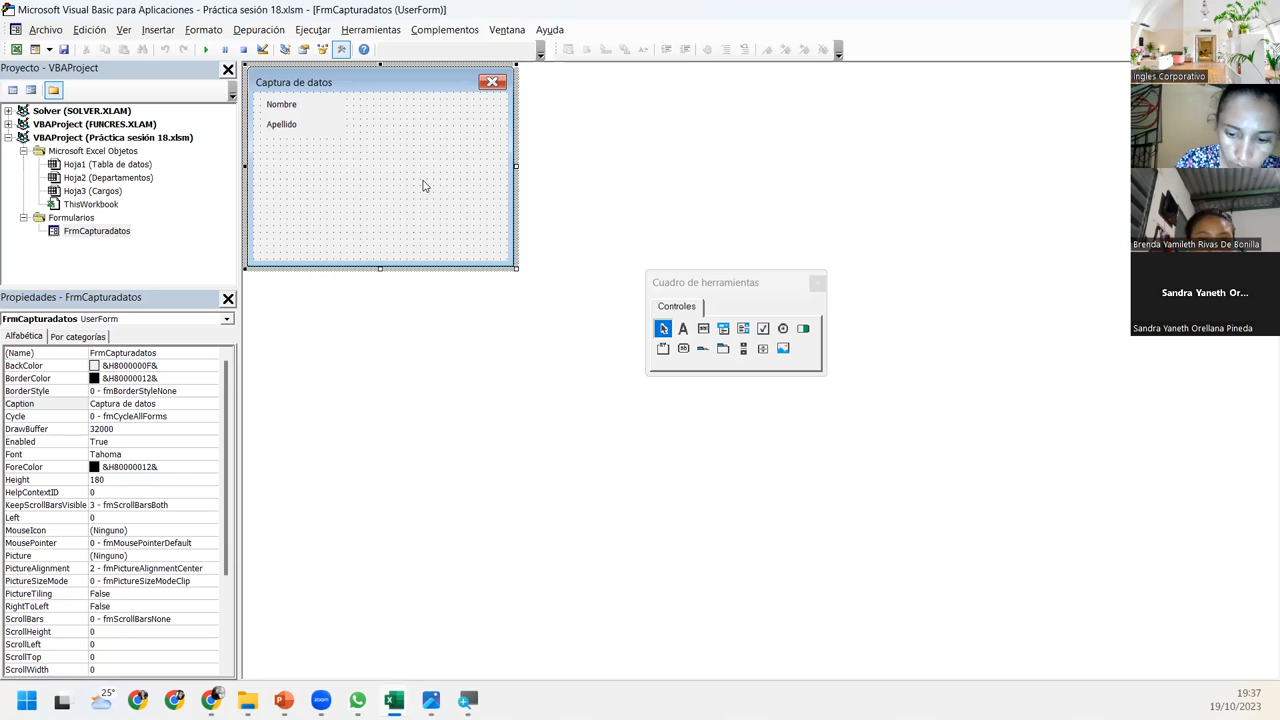 Microsoft Visual Basic para Aplicaciones - Práctica sesión 18.xlsm - [FrmCapturadatos (UserForm)]
Archivo Edición Ver Insertar Formato Depuración Ejecutar Herramientas Complementos Ventana Ayuda
Proyecto - VBAProject
Solver (SOLVER.XLAM)
VBAProject (FUNCRES.XLAM)
VBAProject (Práctica sesión 18.xlsm)
Microsoft Excel Objetos
Hoja1 (Tabla de datos)
Hoja2 (Departamentos)
Hoja3 (Cargos)
ThisWorkbook
Formularios
FrmCapturadatos
Propiedades - FrmCapturadatos
FrmCapturadatos UserForm
Alfabética Por categorías
(Name) FrmCapturadatos
BackColor &H8000000F&
BorderColor &H80000012&
BorderStyle 0 - fmBorderStyleNone
Caption Captura de datos
Cycle 0 - fmCycleAllForms
DrawBuffer 32000
Enabled True
Font Tahoma
ForeColor &H80000012&
Height 180
HelpContextID 0
KeepScrollBarsVisible 3 - fmScrollBarsBoth
Left 0
MouseIcon (Ninguno)
MousePointer 0 - fmMousePointerDefault
Picture (Ninguno)
PictureAlignment 2 - fmPictureAlignmentCenter
PictureSizeMode 0 - fmPictureSizeModeClip
PictureTiling False
RightToLeft False
ScrollBars 0 - fmScrollBarsNone
ScrollHeight 0
ScrollLeft 0
ScrollTop 0
ScrollWidth 0
Captura de datos
Nombre
Apellido
Cuadro de herramientas
Controles
Ingles Corporativo
Brenda Yamileth Rivas De Bonilla
Sandra Yaneth Or...
Sandra Yaneth Orellana Pineda
25°
zoom
19:37
19/10/2023